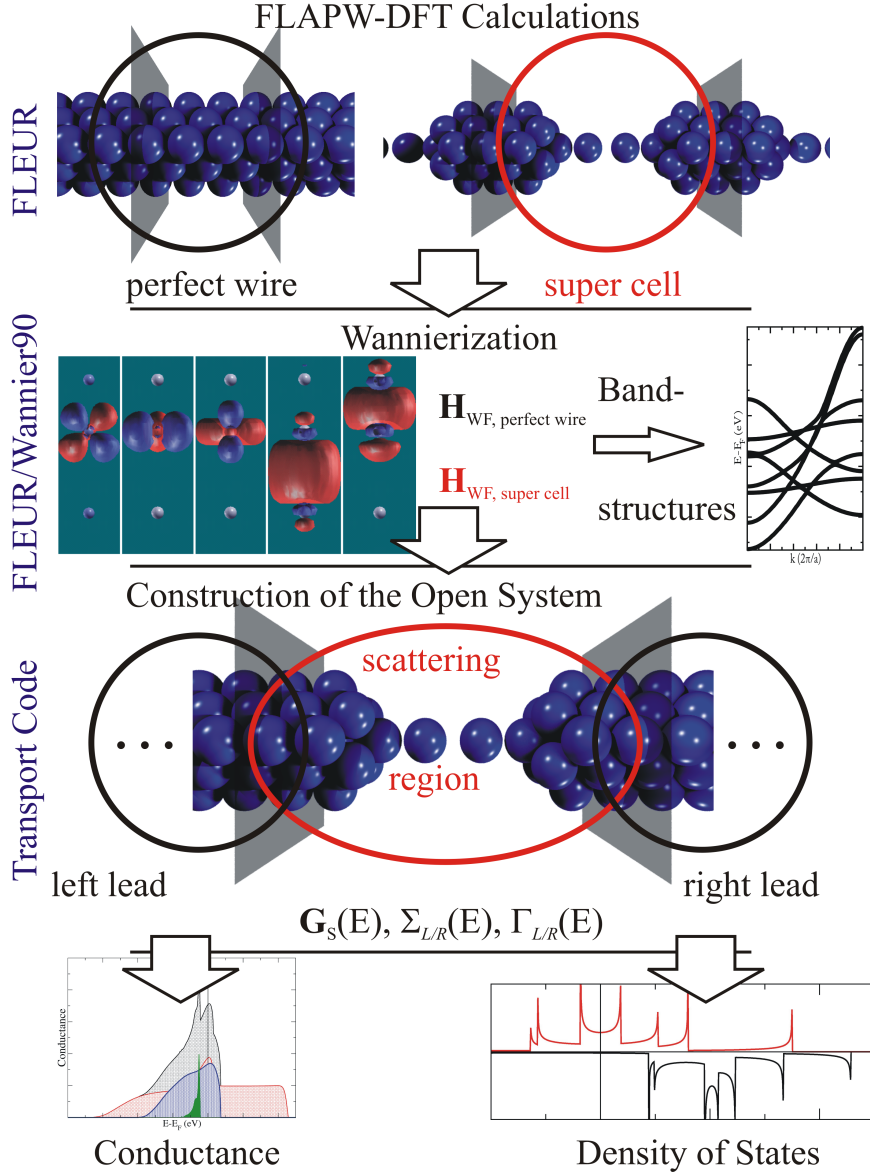 FLAPW-DFT Calculations
FLEUR
perfect wire
super cell
FLEUR/Wannier90
Wannierization
H WF, perfect wire
H WF, super cell
Band-
structures
E-E_F (eV)
k (2π/a)
Construction of the Open System
Transport Code
scattering
region
. . .
. . .
left lead
right lead
G_S(E), Σ_L/R(E), Γ_L/R(E)
Conductance
E-E_F (eV)
Conductance
Density of States